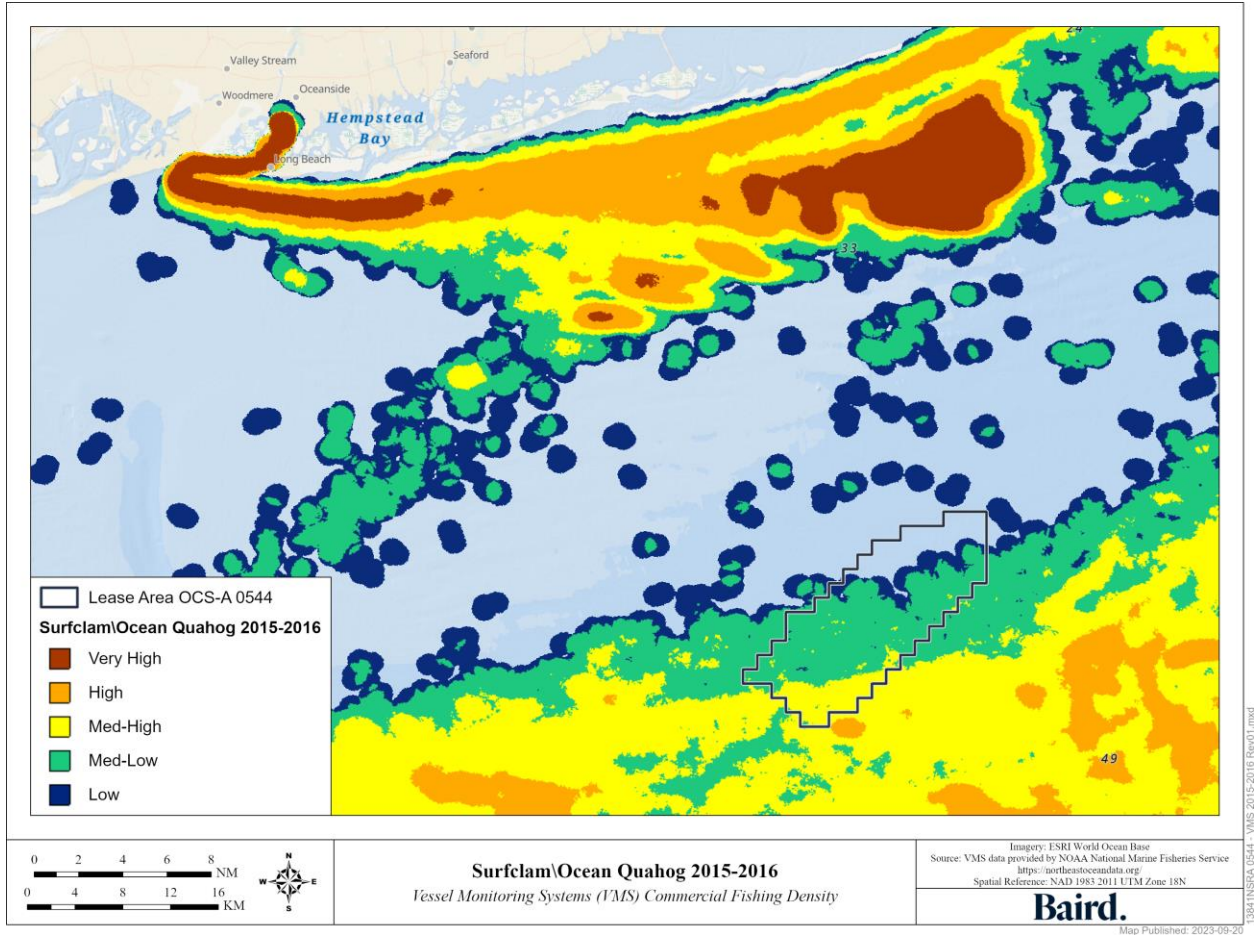 24
Valley Stream
Seaford
Woodmere
Oceanside
Hempstead
Bay
Long Beach
33
49
Lease Area OCS-A 0544
Surfclam\Ocean Quahog 2015-2016
Very High
High
Med-High
Med-Low
Low
0 2 4 6 8
NM
0 4 8 12 16
KM
N
W E
S
Surfclam\Ocean Quahog 2015-2016
Vessel Monitoring Systems (VMS) Commercial Fishing Density
Imagery: ESRI World Ocean Base
Source: VMS data provided by NOAA National Marine Fisheries Service
https://northeastoceandata.org/
Spatial Reference: NAD 1983 2011 UTM Zone 18N
Baird.
13841NSRA 0544 - VMS 2015-2016 Rev01.mxd
Map Published: 2023-09-20